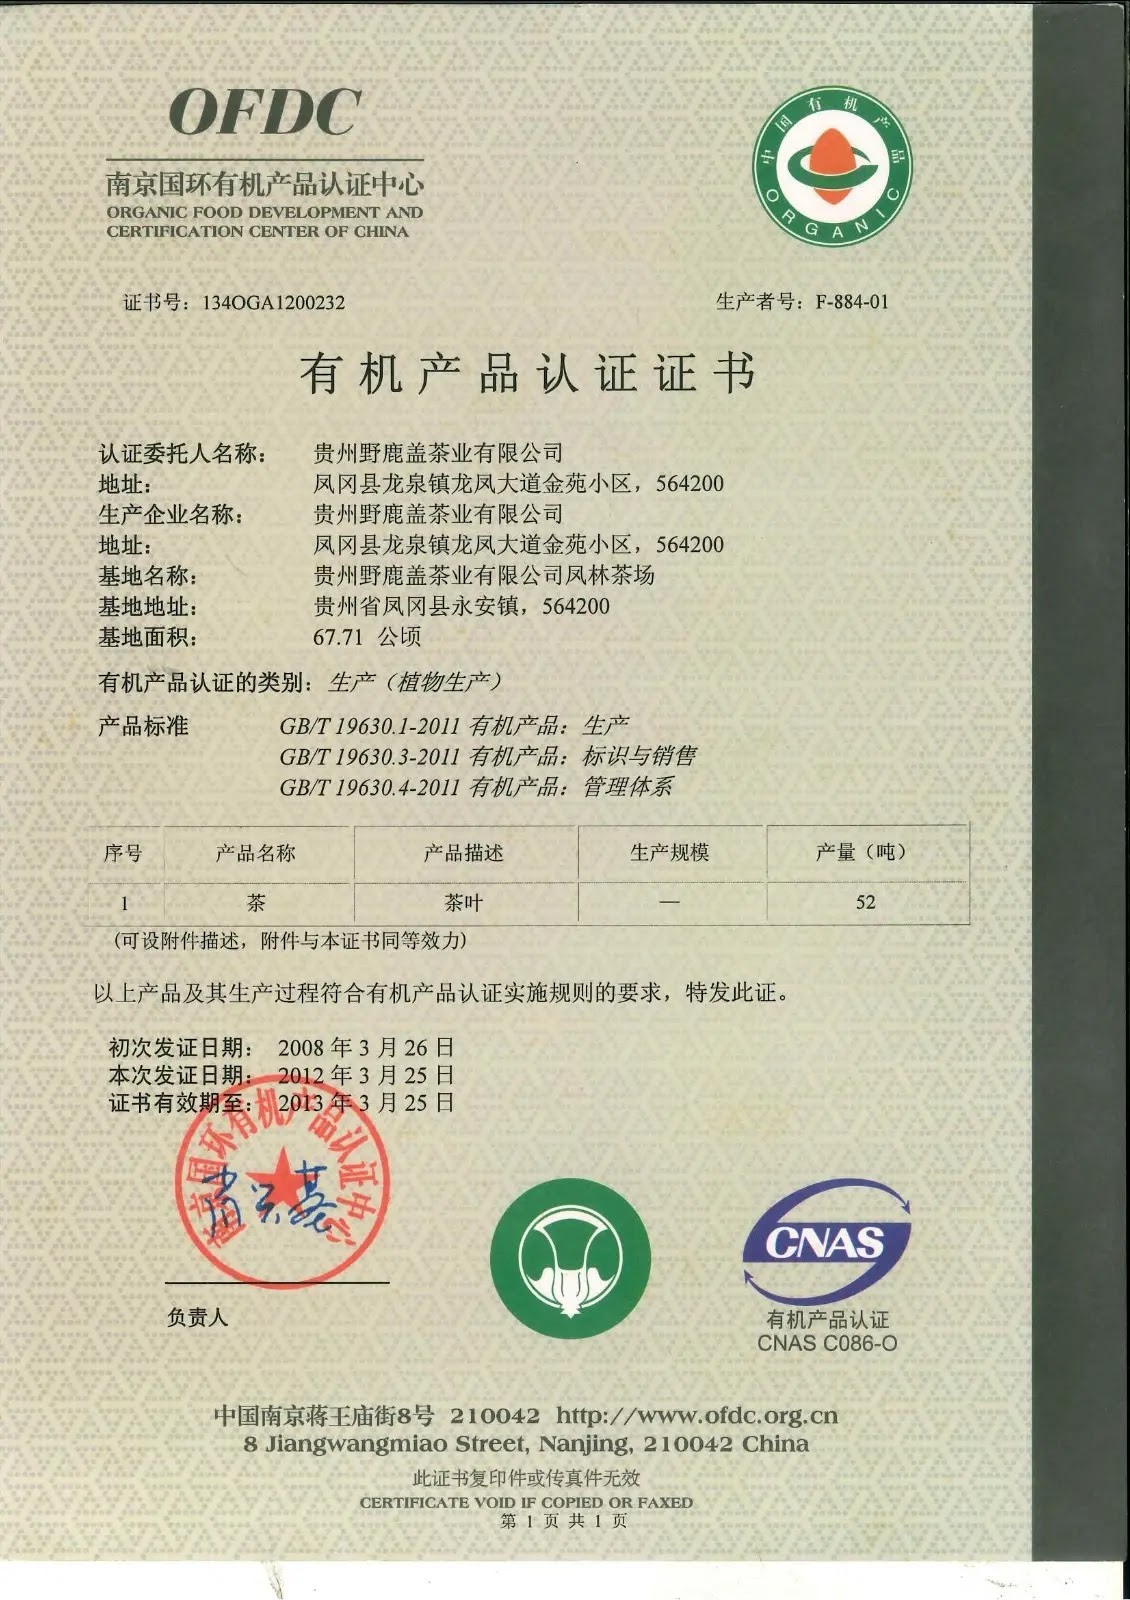 OFDC
南京国环有机产品认证中心
ORGANIC FOOD DEVELOPMENT AND
CERTIFICATION CENTER OF CHINA
中国有机产品
ORGANIC
证书号：134OGA1200232
生产者号：F-884-01
有机产品认证证书
认证委托人名称： 贵州野鹿盖茶业有限公司
地址： 凤冈县龙泉镇龙凤大道金苑小区，564200
生产企业名称： 贵州野鹿盖茶业有限公司
地址： 凤冈县龙泉镇龙凤大道金苑小区，564200
基地名称： 贵州野鹿盖茶业有限公司凤林茶场
基地地址： 贵州省凤冈县永安镇，564200
基地面积： 67.71 公顷
有机产品认证的类别：生产（植物生产）
产品标准 GB/T 19630.1-2011 有机产品：生产
GB/T 19630.3-2011 有机产品：标识与销售
GB/T 19630.4-2011 有机产品：管理体系
序号 产品名称 产品描述 生产规模 产量（吨）
1 茶 茶叶 — 52
(可设附件描述，附件与本证书同等效力)
以上产品及其生产过程符合有机产品认证实施规则的要求，特发此证。
初次发证日期： 2008 年 3 月 26 日
本次发证日期： 2012 年 3 月 25 日
证书有效期至： 2013 年 3 月 25 日
南京国环有机产品认证中心
负责人
CNAS
有机产品认证
CNAS C086-O
中国南京蒋王庙街8号 210042 http://www.ofdc.org.cn
8 Jiangwangmiao Street, Nanjing, 210042 China
此证书复印件或传真件无效
CERTIFICATE VOID IF COPIED OR FAXED
第 1 页 共 1 页